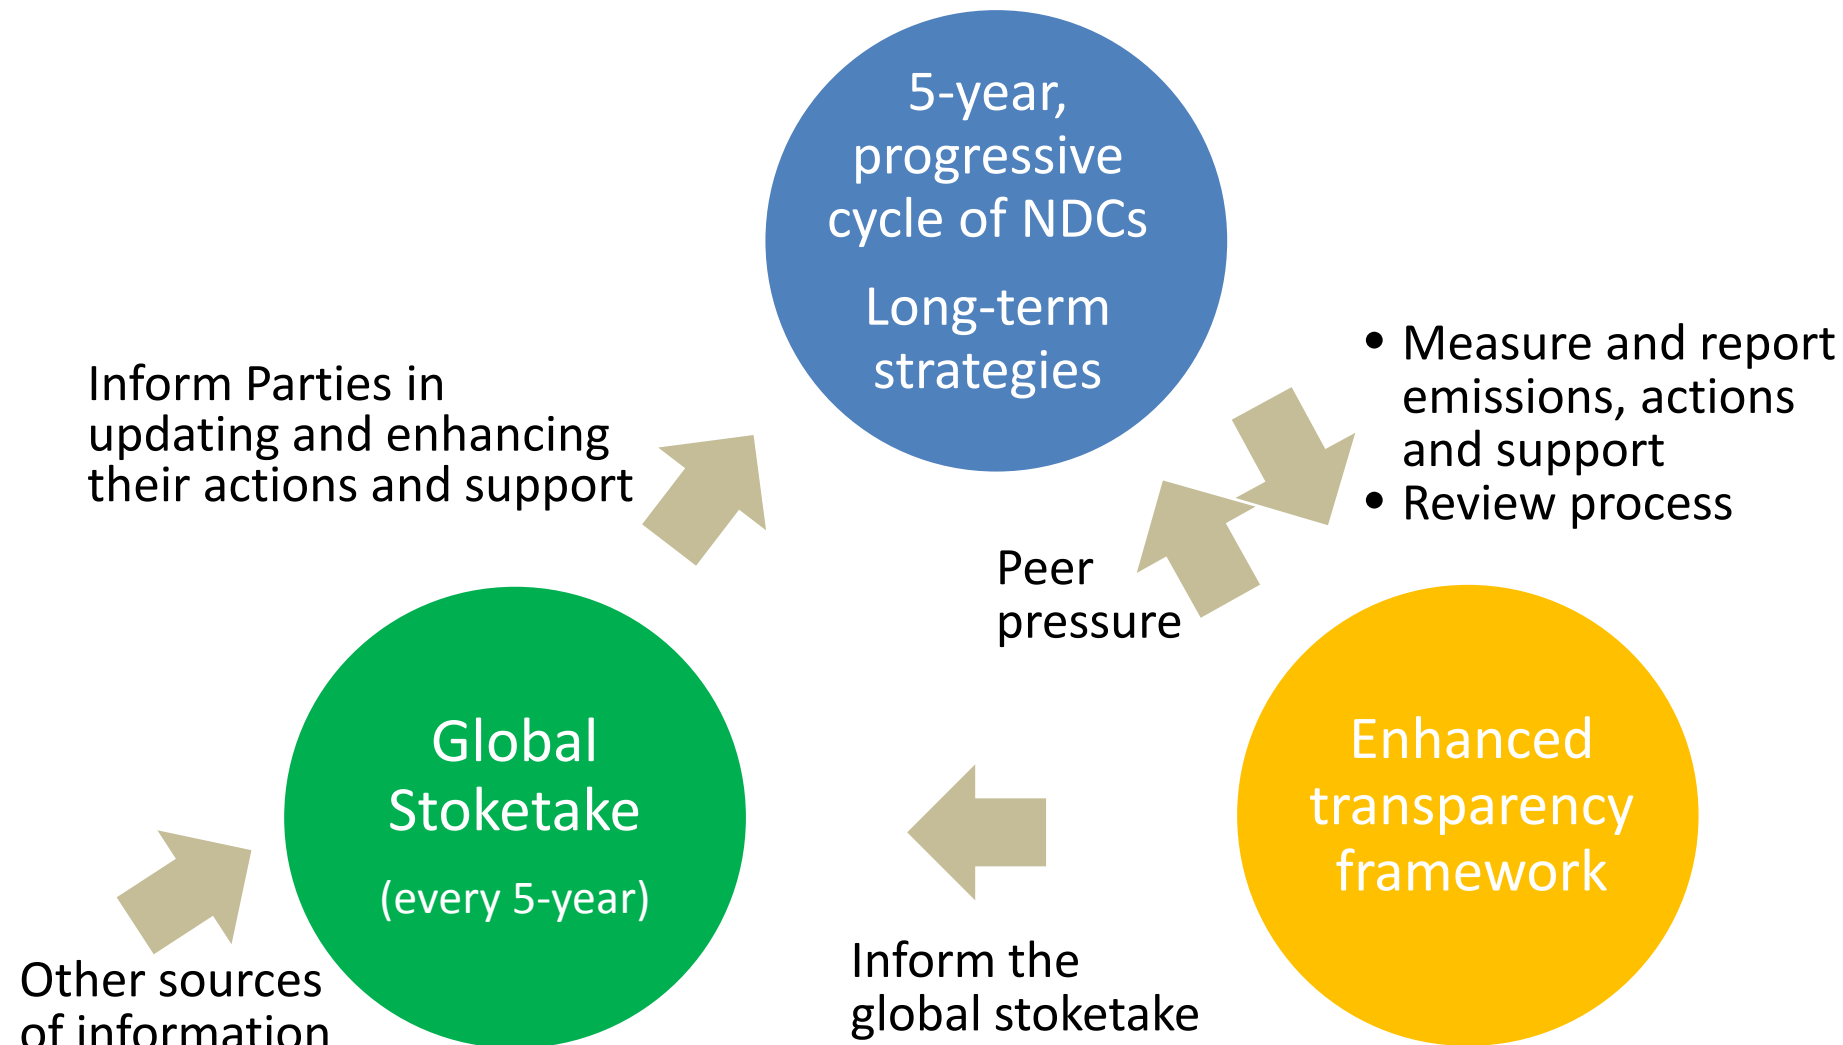 5-year,
progressive
cycle of NDCs
Long-term
strategies
Inform Parties in
updating and enhancing
their actions and support
• Measure and report
emissions, actions
and support
• Review process
Peer
pressure
Global
Stoketake
(every 5-year)
Enhanced
transparency
framework
Other sources
of information
Inform the
global stoketake